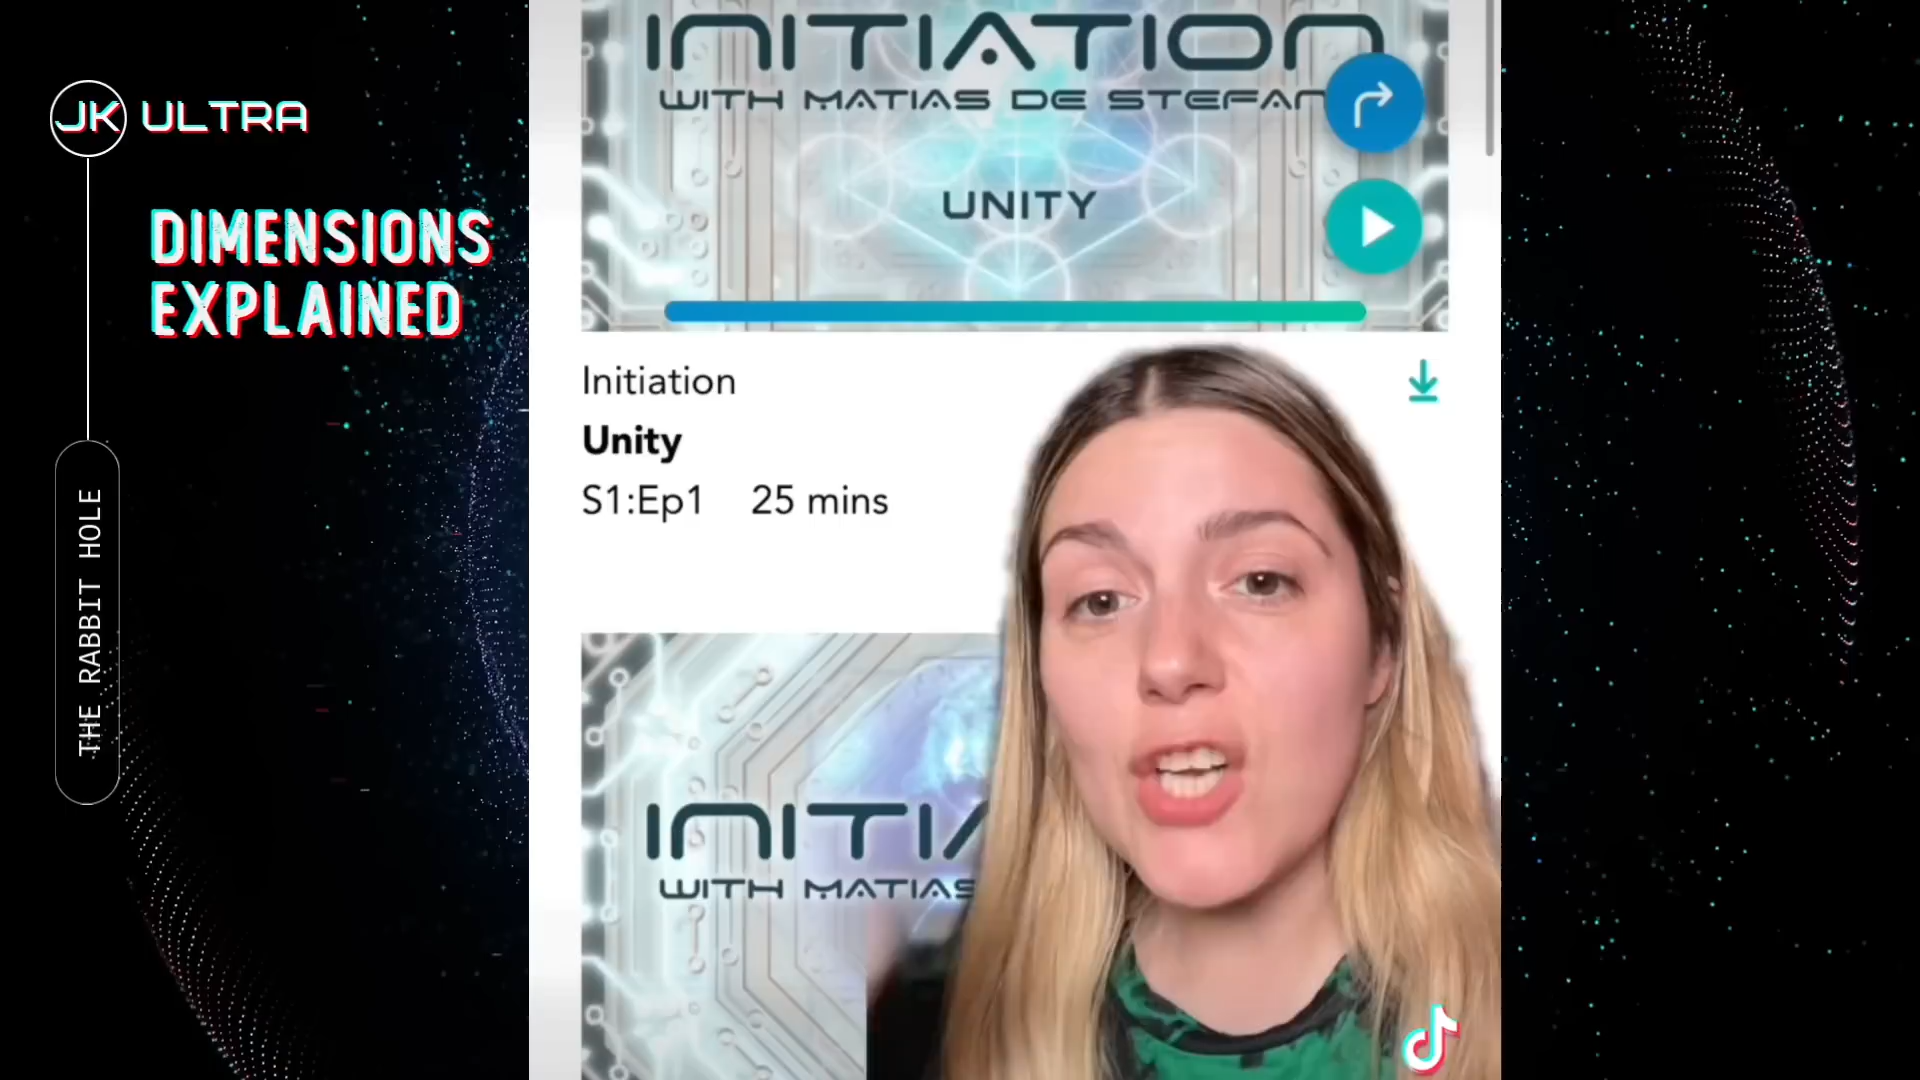 JK ULTRA
DIMENSIONS
EXPLAINED
THE RABBIT HOLE
INITIATION
WITH MATIAS DE STEFAN
UNITY
Initiation
Unity
S1:Ep1 25 mins
INITIA
WITH MATIAS